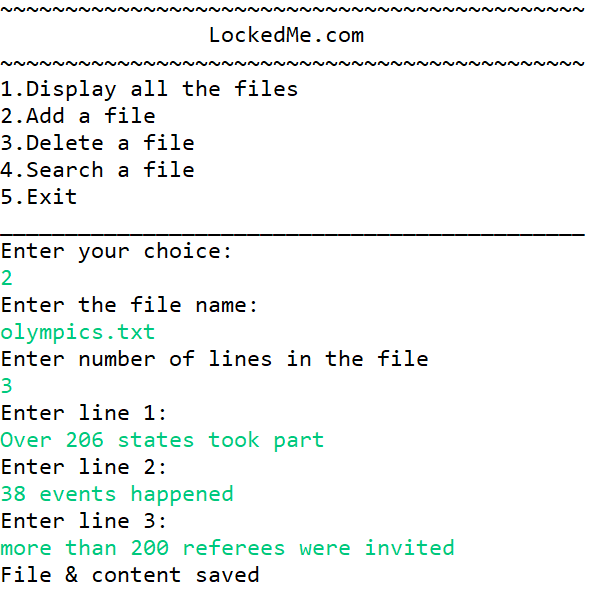 ~~~~~~~~~~~~~~~~~~~~~~~~~~~~~~~~~~~~~~~~~~~~~
LockedMe.com
~~~~~~~~~~~~~~~~~~~~~~~~~~~~~~~~~~~~~~~~~~~~~
1.Display all the files
2.Add a file
3.Delete a file
4.Search a file
5.Exit
_____________________________________________
Enter your choice:
2
Enter the file name:
olympics.txt
Enter number of lines in the file
3
Enter line 1:
Over 206 states took part
Enter line 2:
38 events happened
Enter line 3:
more than 200 referees were invited
File & content saved